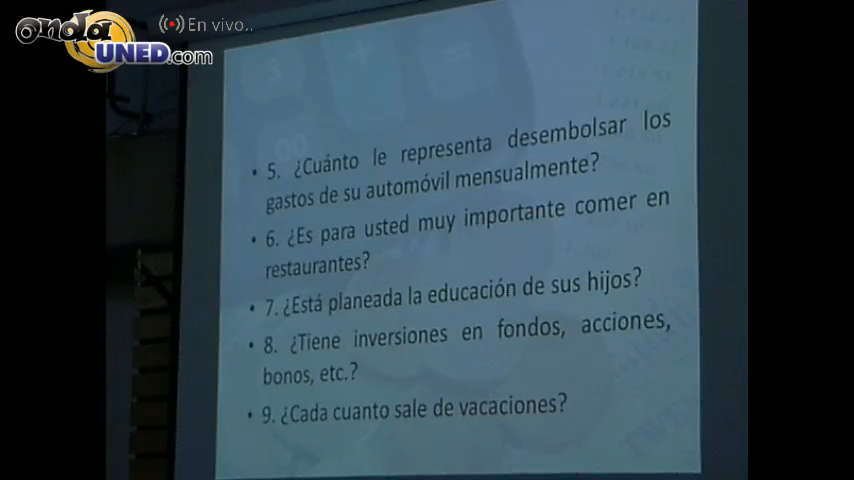 onda
UNED.com
En vivo..
• 5. ¿Cuánto le representa desembolsar los
gastos de su automóvil mensualmente?
• 6. ¿Es para usted muy importante comer en
restaurantes?
• 7. ¿Está planeada la educación de sus hijos?
• 8. ¿Tiene inversiones en fondos, acciones,
bonos, etc.?
• 9. ¿Cada cuanto sale de vacaciones?